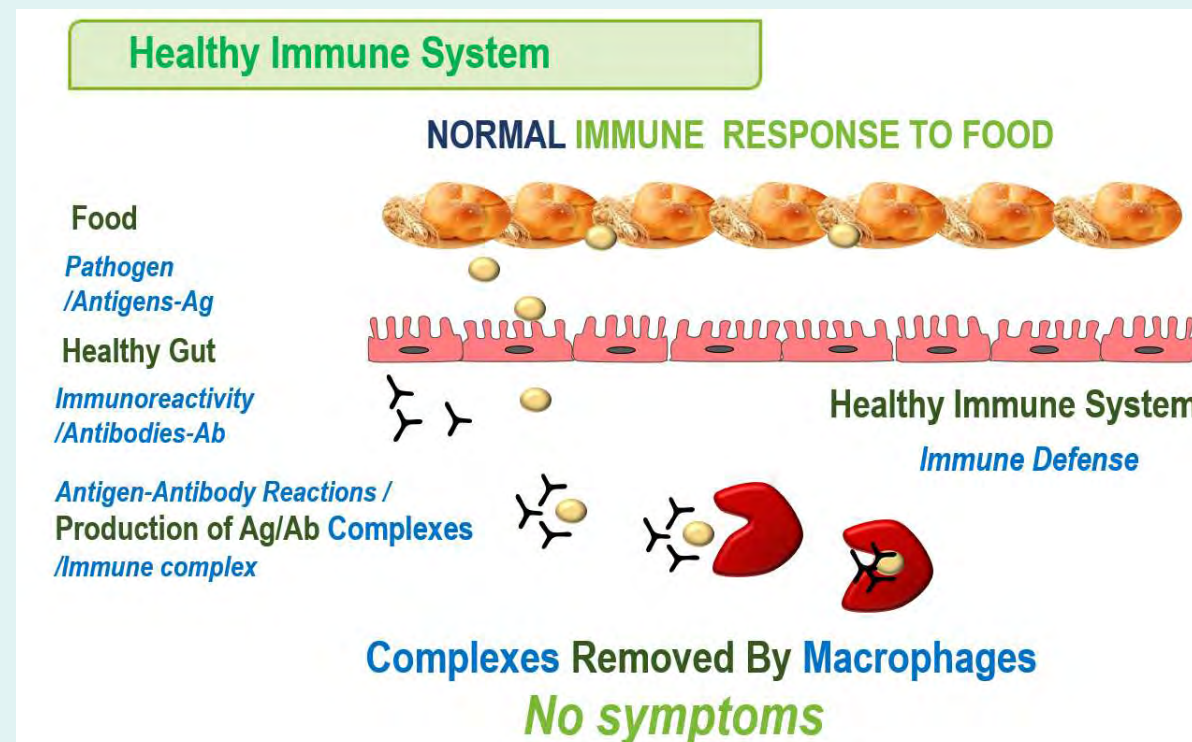 Healthy Immune System
NORMAL IMMUNE RESPONSE TO FOOD
Food
Pathogen
/Antigens-Ag
Healthy Gut
Immunoreactivity
/Antibodies-Ab
Healthy Immune System
Immune Defense
Antigen-Antibody Reactions /
Production of Ag/Ab Complexes
/Immune complex
Complexes Removed By Macrophages
No symptoms